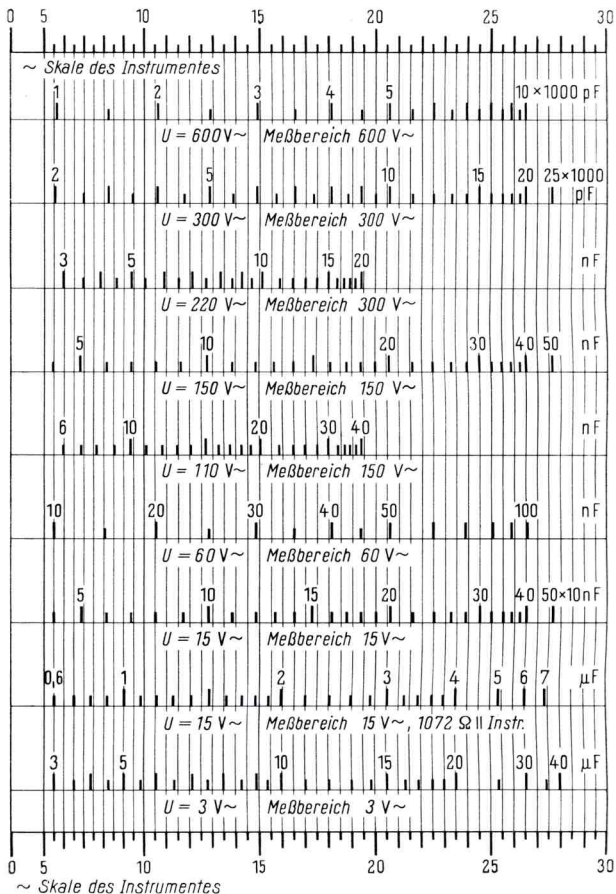 0 5 10 15 20 25 30
~ Skale des Instrumentes
1 2 3 4 5 10 × 1000 pF
U = 600 V~ Meßbereich 600 V~
2 5 10 15 20 25×1000
pF
U = 300 V~ Meßbereich 300 V~
3 5 10 15 20 nF
U = 220 V~ Meßbereich 300 V~
5 10 20 30 40 50 nF
U = 150 V~ Meßbereich 150 V~
6 10 20 30 40 nF
U = 110 V~ Meßbereich 150 V~
10 20 30 40 50 100 nF
U = 60 V~ Meßbereich 60 V~
5 10 15 20 30 40 50×10nF
U = 15 V~ Meßbereich 15 V~
0,6 1 2 3 4 5 6 7 µF
U = 15 V~ Meßbereich 15 V~, 1072 Ω II Instr.
3 5 10 15 20 30 40 µF
U = 3 V~ Meßbereich 3 V~
0 5 10 15 20 25 30
~ Skale des Instrumentes